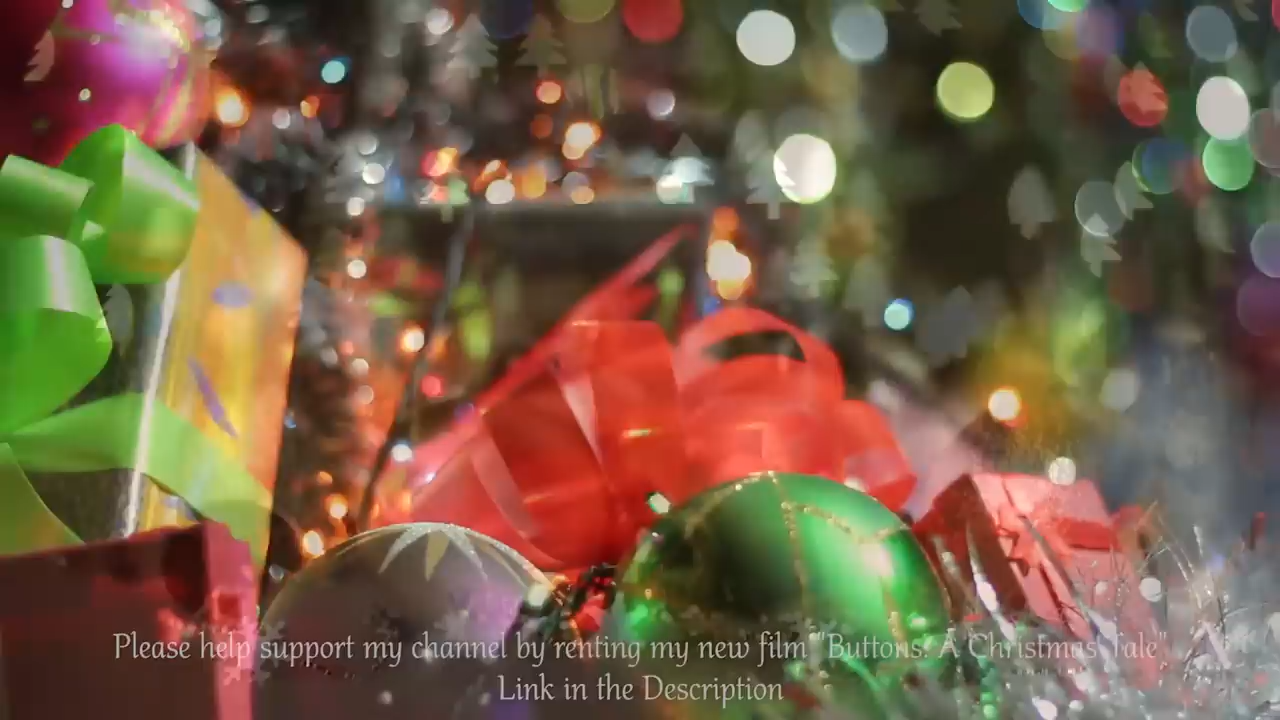 Please help support my channel by renting my new film "Buttons: A Christmas Tale"
Link in the Description